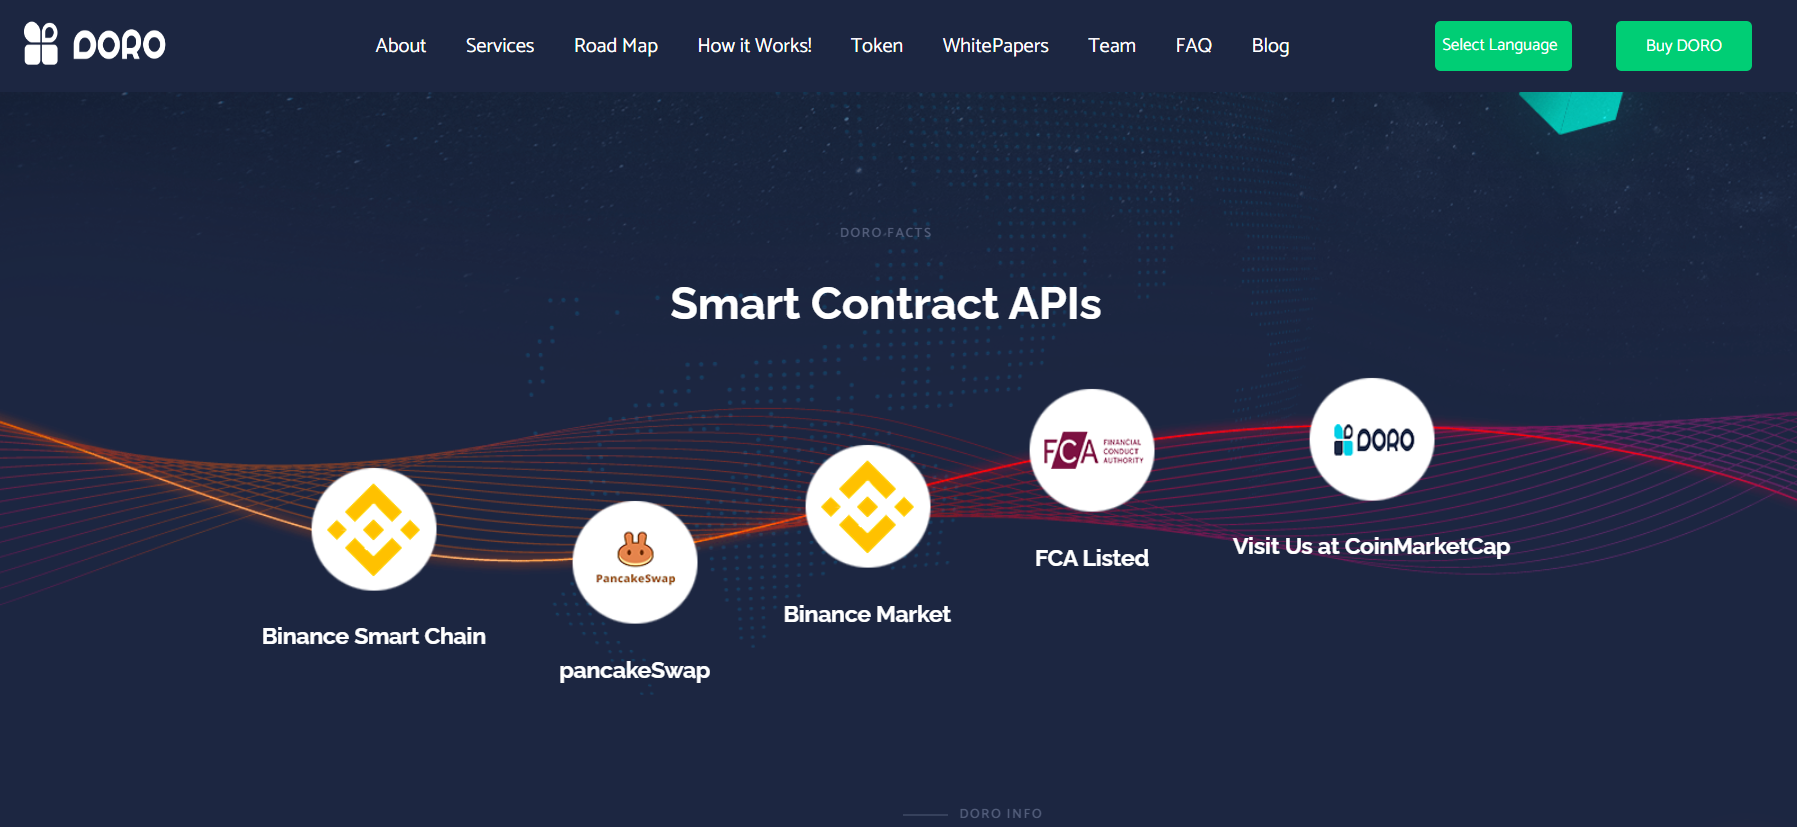 DORO
About
Services
Road Map
How it Works!
Token
WhitePapers
Team
FAQ
Blog
Select Language
Buy DORO
DORO FACTS
Smart Contract APIs
Binance Smart Chain
PancakeSwap
pancakeSwap
Binance Market
FCA
FINANCIAL
CONDUCT
AUTHORITY
FCA Listed
DORO
Visit Us at CoinMarketCap
DORO INFO